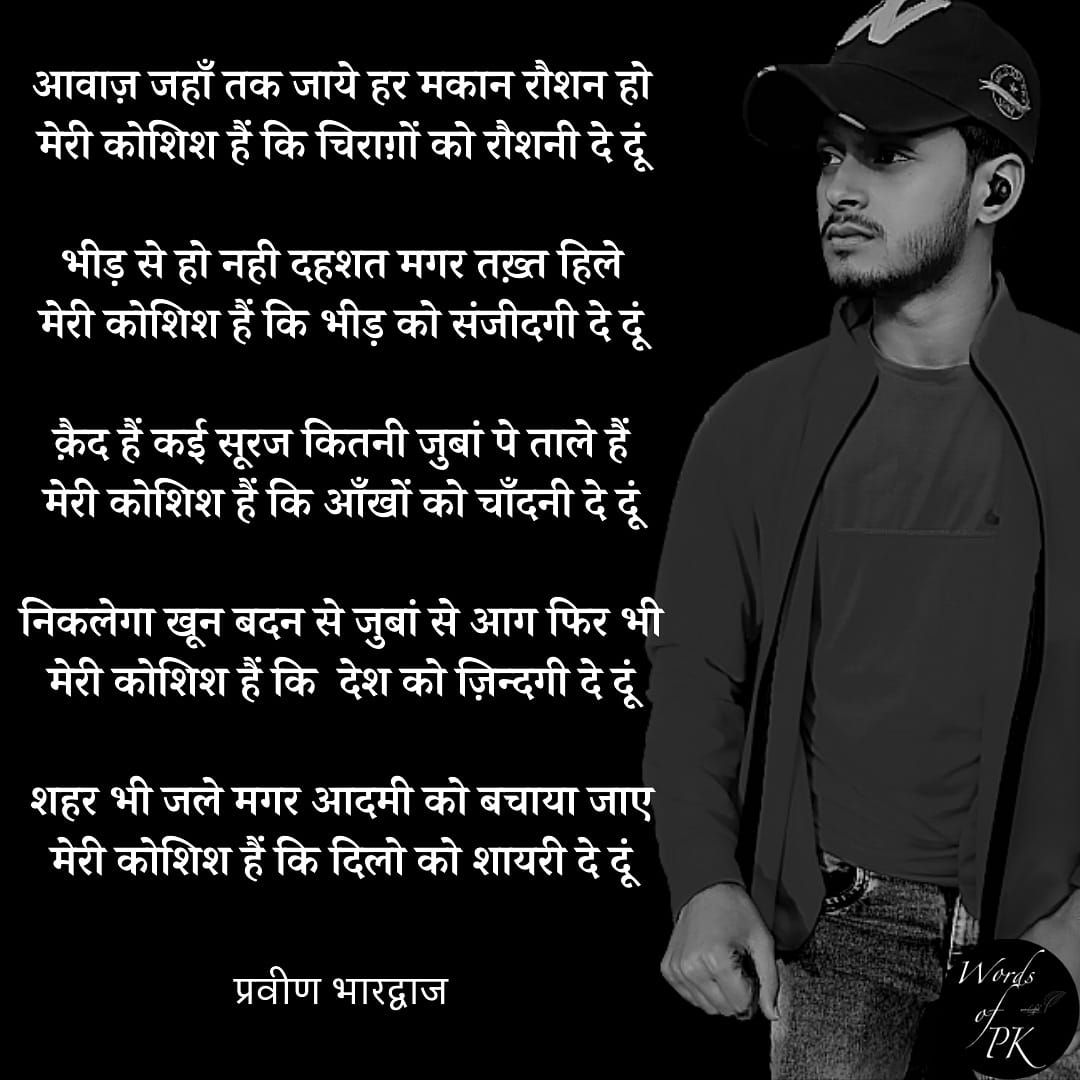 आवाज़ जहाँ तक जाये हर मकान रौशन हो
मेरी कोशिश हैं कि चिराग़ों को रौशनी दे दूं
भीड़ से हो नही दहशत मगर तख़्त हिले
मेरी कोशिश हैं कि भीड़ को संजीदगी दे दूं
क़ैद हैं कई सूरज कितनी जुबां पे ताले हैं
मेरी कोशिश हैं कि आँखों को चाँदनी दे दूं
निकलेगा खून बदन से जुबां से आग फिर भी
मेरी कोशिश हैं कि देश को ज़िन्दगी दे दूं
शहर भी जले मगर आदमी को बचाया जाए
मेरी कोशिश हैं कि दिलो को शायरी दे दूं
प्रवीण भारद्वाज
Words
of
PK